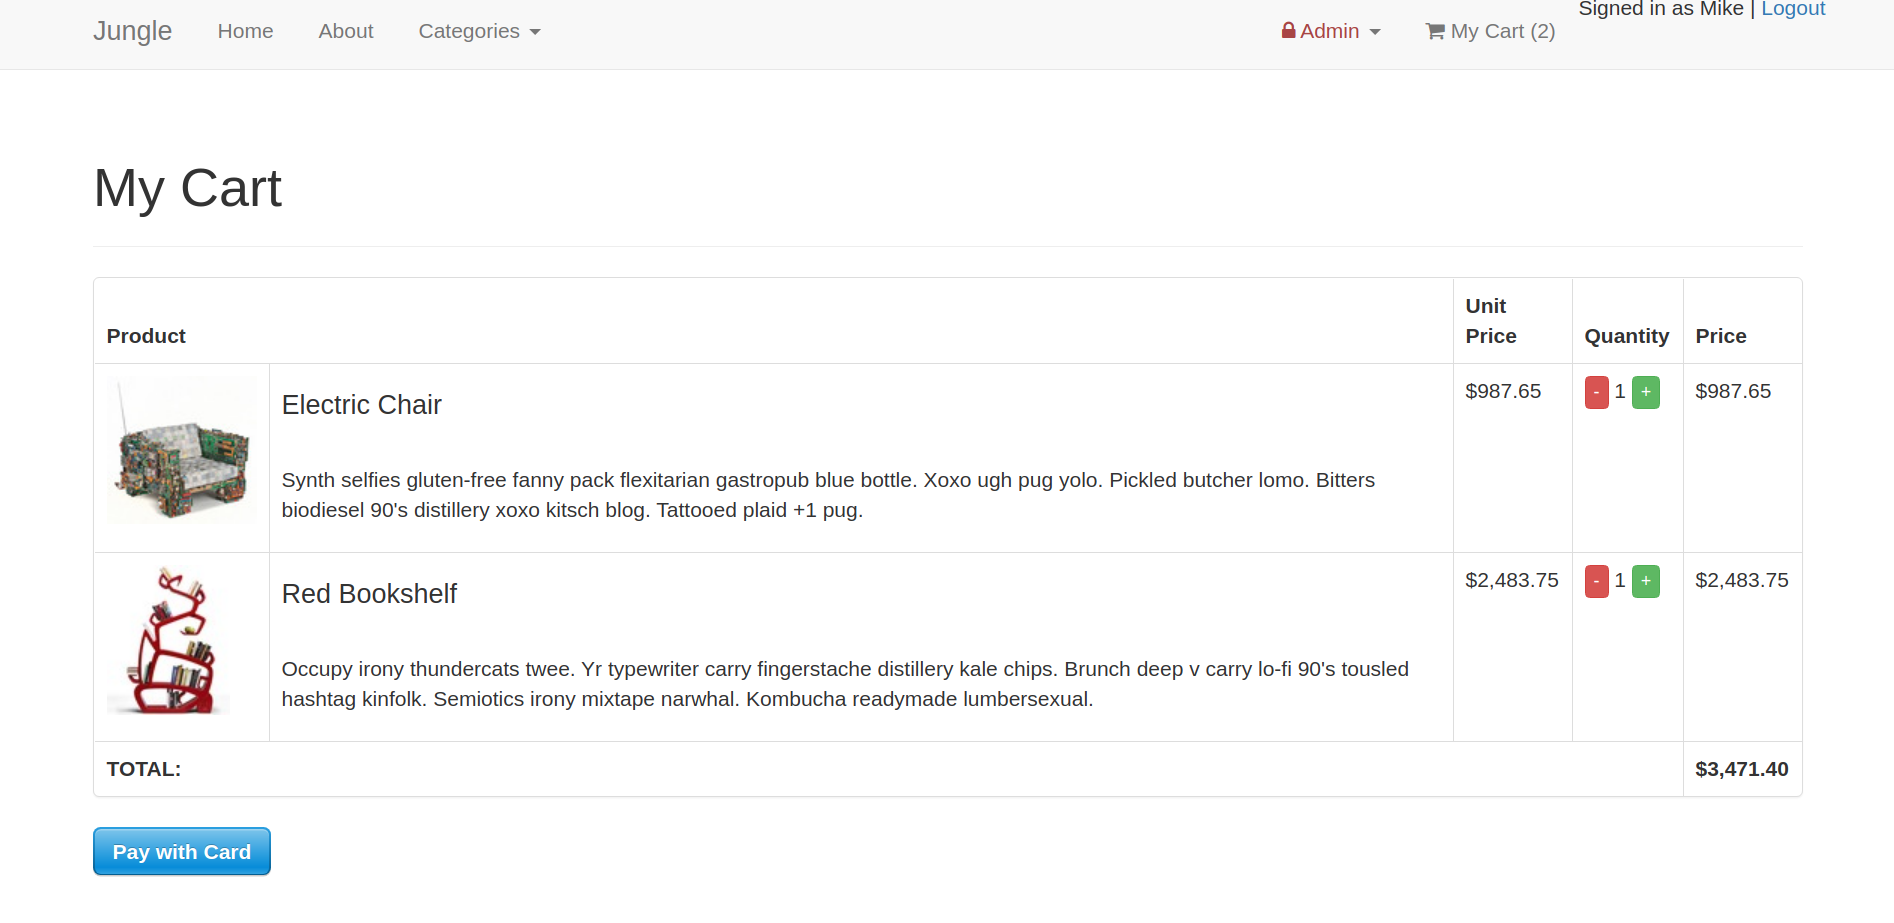 Signed in as Mike | Logout
Jungle Home About Categories Admin My Cart (2)
My Cart
Product Unit Price Quantity Price
Electric Chair $987.65 - 1 + $987.65
Synth selfies gluten-free fanny pack flexitarian gastropub blue bottle. Xoxo ugh pug yolo. Pickled butcher lomo. Bitters
biodiesel 90's distillery xoxo kitsch blog. Tattooed plaid +1 pug.
Red Bookshelf $2,483.75 - 1 + $2,483.75
Occupy irony thundercats twee. Yr typewriter carry fingerstache distillery kale chips. Brunch deep v carry lo-fi 90's tousled
hashtag kinfolk. Semiotics irony mixtape narwhal. Kombucha readymade lumbersexual.
TOTAL: $3,471.40
Pay with Card